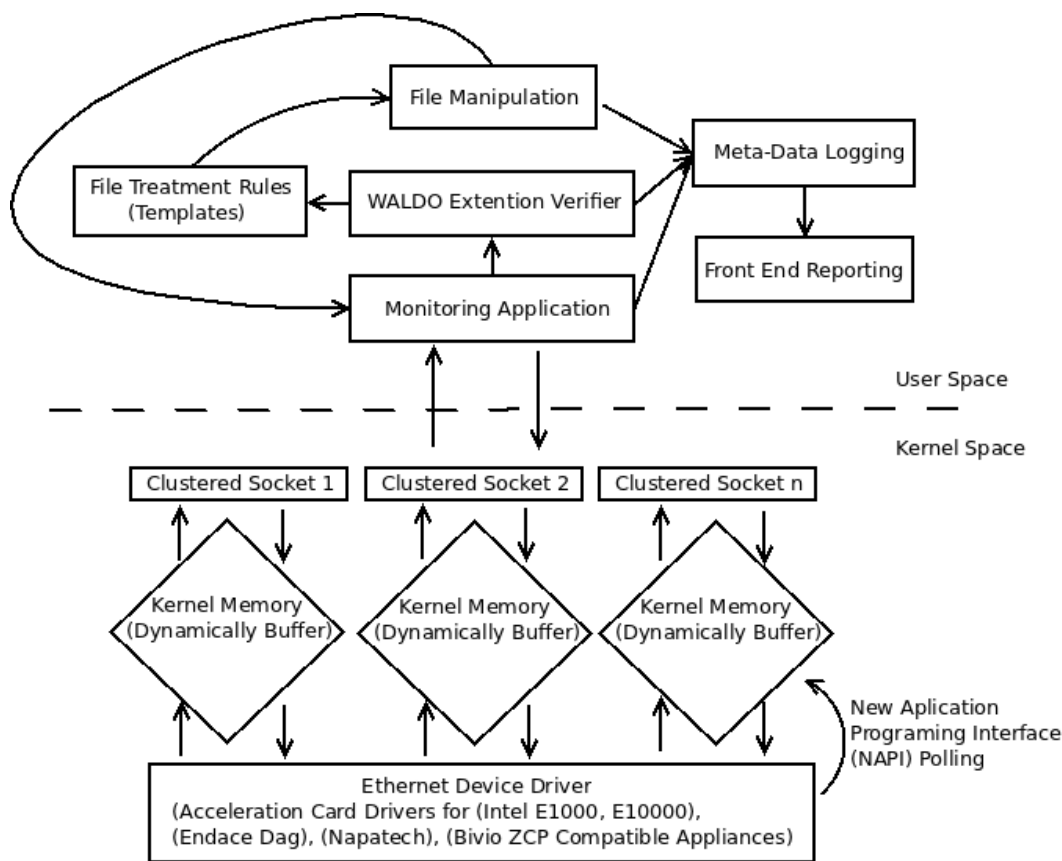 File Manipulation
Meta-Data Logging
File Treatment Rules
(Templates)
WALDO Extention Verifier
Front End Reporting
Monitoring Application
User Space
Kernel Space
Clustered Socket 1
Clustered Socket 2
Clustered Socket n
Kernel Memory
(Dynamically Buffer)
Kernel Memory
(Dynamically Buffer)
Kernel Memory
(Dynamically Buffer)
New Aplication
Programing Interface
(NAPI) Polling
Ethernet Device Driver
(Acceleration Card Drivers for (Intel E1000, E10000),
(Endace Dag), (Napatech), (Bivio ZCP Compatible Appliances)